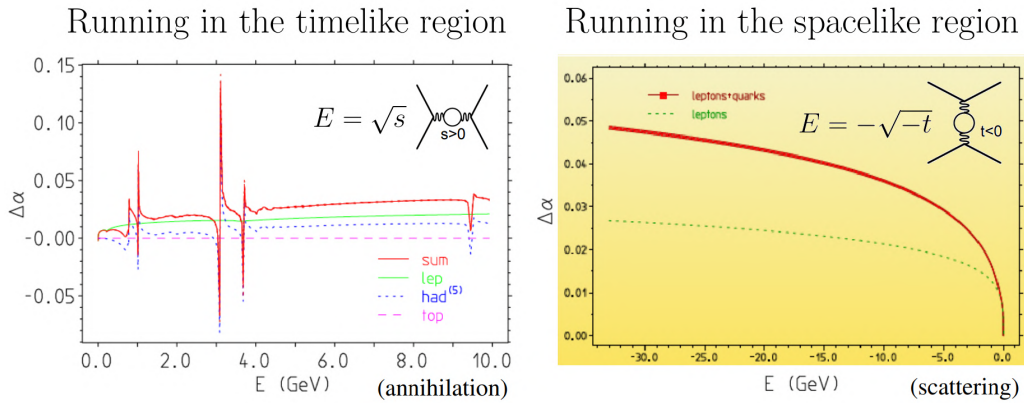 Running in the timelike region
0.15
0.10
0.05
-0.00
-0.05
Δα
E = √s
s>0
sum
lep
had(5)
top
0.0 2.0 4.0 6.0 8.0 10.0
E (GeV)
(annihilation)
Running in the spacelike region
0.06
0.05
0.04
0.03
0.02
0.01
0.00
Δα
leptons+quarks
leptons
E = −√−t
t<0
-30.0 -25.0 -20.0 -15.0 -10.0 -5.0 0.0
E (GeV)
(scattering)